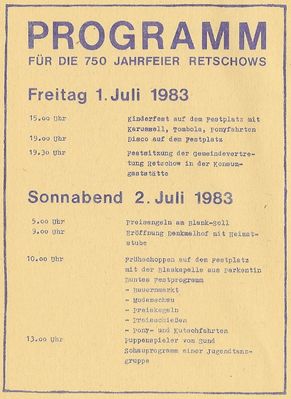 PROGRAMM
FÜR DIE 750 JAHRFEIER RETSCHOWS
Freitag 1. Juli 1983
15.00 Uhr Kinderfest auf dem Festplatz mit
Karussell, Tombola, Ponyfahrten
19.00 Uhr Disco auf dem Festplatz
19.30 Uhr Festsitzung der Gemeindevertre-
tung Retschow in der Konsum-
gaststätte
Sonnabend 2. Juli 1983
5.00 Uhr Preisangeln am Blank-Soll
9.00 Uhr Eröffnung Denkmalhof mit Heimat-
stube
10.00 Uhr Frühschoppen auf dem Festplatz
mit der Blaskapelle aus Parkentin
Buntes Festprogramm
- Bauernmarkt
- Modenschau
- Preiskegeln
- Preisschießen
- Pony- und Kutschfahrten
13.00 Uhr Puppenspieler vom Bund
Schauprogramm einer Jugendtanz-
gruppe